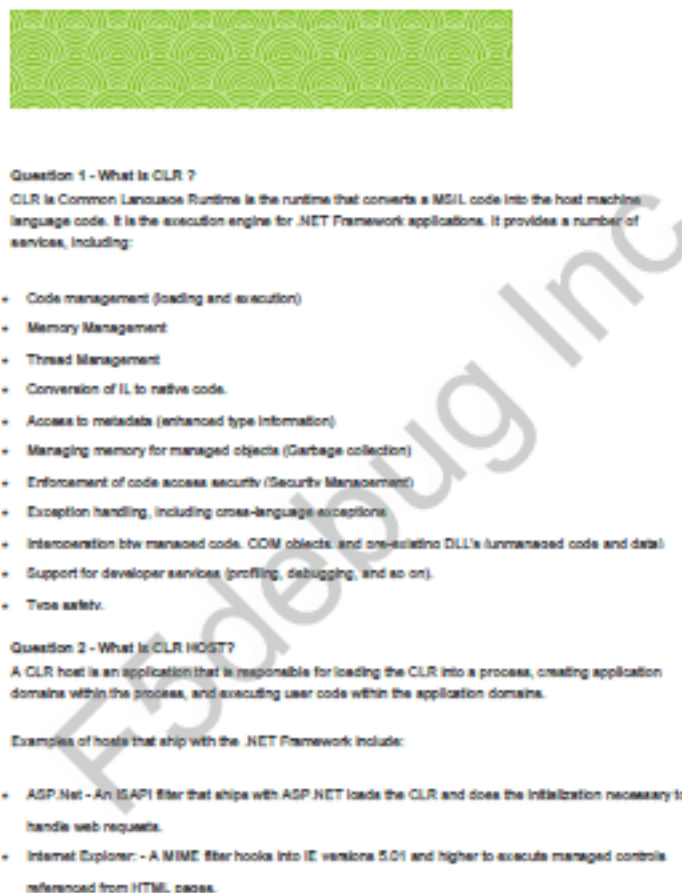 Question 1 - What is CLR ?
CLR is Common Language Runtime is the runtime that converts a MSIL code into the host machine
language code. It is the execution engine for .NET Framework applications. It provides a number of
services, including:
• Code management (loading and execution)
• Memory Management
• Thread Management
• Conversion of IL to native code.
• Access to metadata (enhanced type information)
• Managing memory for managed objects (Garbage collection)
• Enforcement of code access security (Security Management)
• Exception handling, including cross-language exceptions
• Interoperation btw managed code, COM objects, and pre-existing DLL's (unmanaged code and data)
• Support for developer services (profiling, debugging, and so on).
• Type safety.
Question 2 - What is CLR HOST?
A CLR host is an application that is responsible for loading the CLR into a process, creating application
domains within the process, and executing user code within the application domains.
Examples of hosts that ship with the .NET Framework include:
• ASP.Net - An ISAPI filter that ships with ASP.NET loads the CLR and does the initialization necessary to
handle web requests.
• Internet Explorer: - A MIME filter hooks into IE versions 5.01 and higher to execute managed controls
referenced from HTML pages.
F5debug Inc